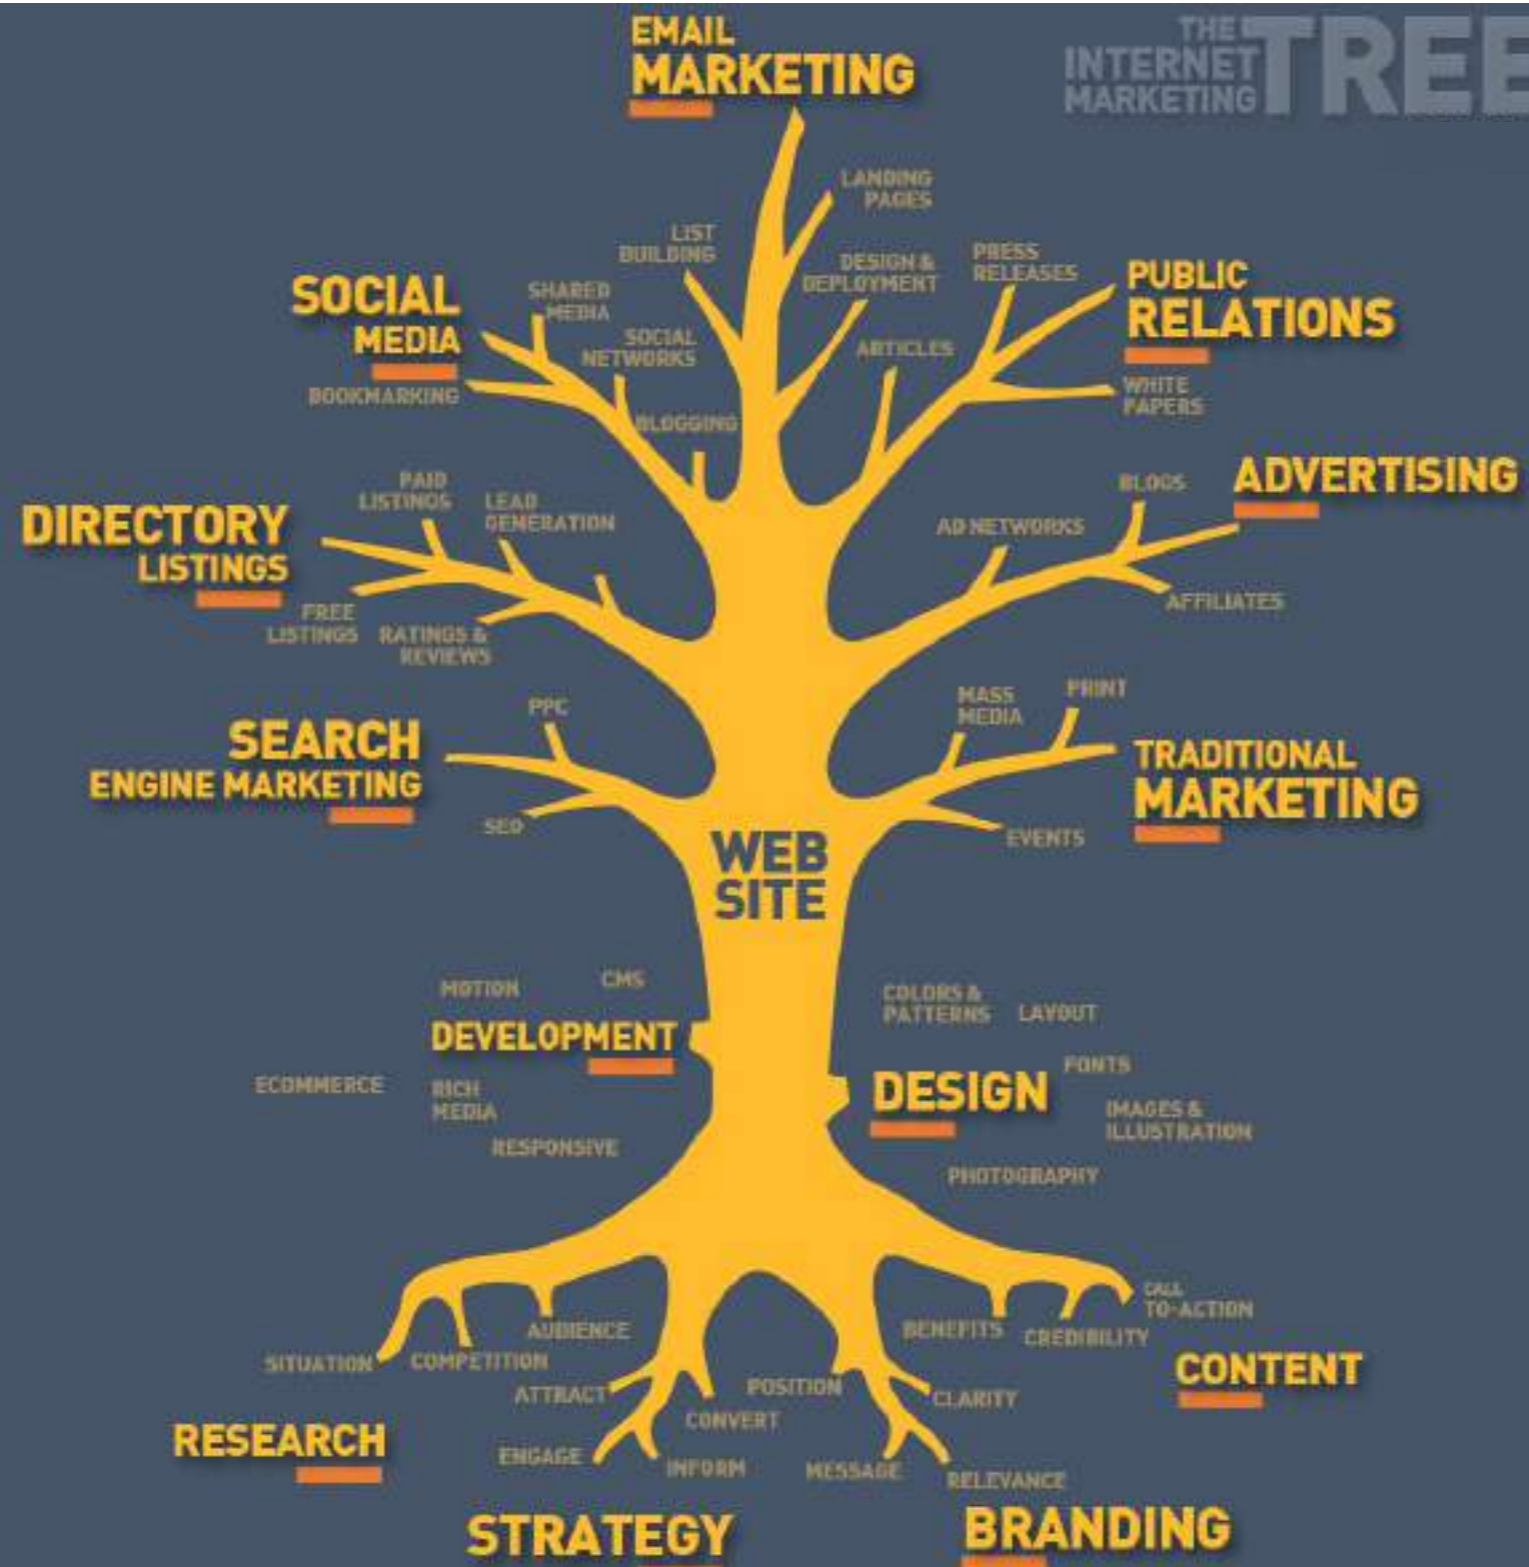 EMAIL
MARKETING
THE
INTERNET
MARKETING
TREE
LANDING
PAGES
LIST
BUILDING
DESIGN &
DEPLOYMENT
PRESS
RELEASES
PUBLIC
RELATIONS
SOCIAL
MEDIA
SHARED
MEDIA
SOCIAL
NETWORKS
ARTICLES
BOOKMARKING
WHITE
PAPERS
BLOGGING
DIRECTORY
LISTINGS
PAID
LISTINGS
LEAD
GENERATION
BLOGS
ADVERTISING
AD NETWORKS
AFFILIATES
FREE
LISTINGS
RATINGS &
REVIEWS
PPC
MASS
MEDIA
PRINT
SEARCH
ENGINE MARKETING
TRADITIONAL
MARKETING
SEO
EVENTS
WEB
SITE
MOTION
CMS
COLORS &
PATTERNS
LAYOUT
DEVELOPMENT
FONTS
DESIGN
ECOMMERCE
RICH
MEDIA
IMAGES &
ILLUSTRATION
RESPONSIVE
PHOTOGRAPHY
CALL
TO-ACTION
AUDIENCE
BENEFITS
CREDIBILITY
SITUATION
COMPETITION
CONTENT
ATTRACT
POSITION
CLARITY
CONVERT
RESEARCH
ENGAGE
INFORM
MESSAGE
RELEVANCE
STRATEGY
BRANDING